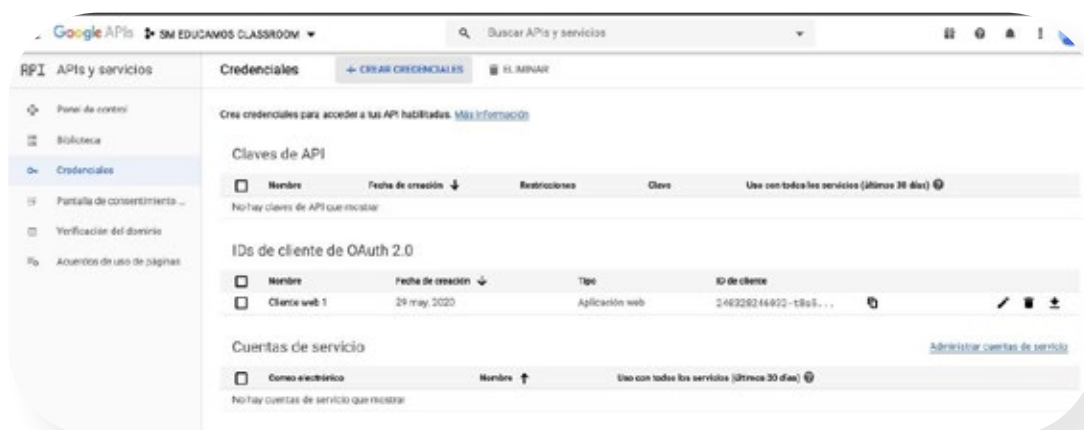 Google APIs SM EDUCAMOS CLASSROOM Buscar APIs y servicios
API APIs y servicios Credenciales + CREAR CREDENCIALES ELIMINAR
Panel de control
Biblioteca
Credenciales
Pantalla de consentimiento ...
Verificación del dominio
Acuerdos de uso de páginas
Crea credenciales para acceder a tus API habilitadas. Más información
Claves de API
Nombre Fecha de creación Restricciones Clave Uso con todos los servicios (últimos 30 días)
No hay claves de API que mostrar
IDs de cliente de OAuth 2.0
Nombre Fecha de creación Tipo ID de cliente
Cliente web 1 29 may. 2020 Aplicación web
Cuentas de servicio Administrar cuentas de servicio
Correo electrónico Nombre Uso con todos los servicios (últimos 30 días)
No hay cuentas de servicio que mostrar